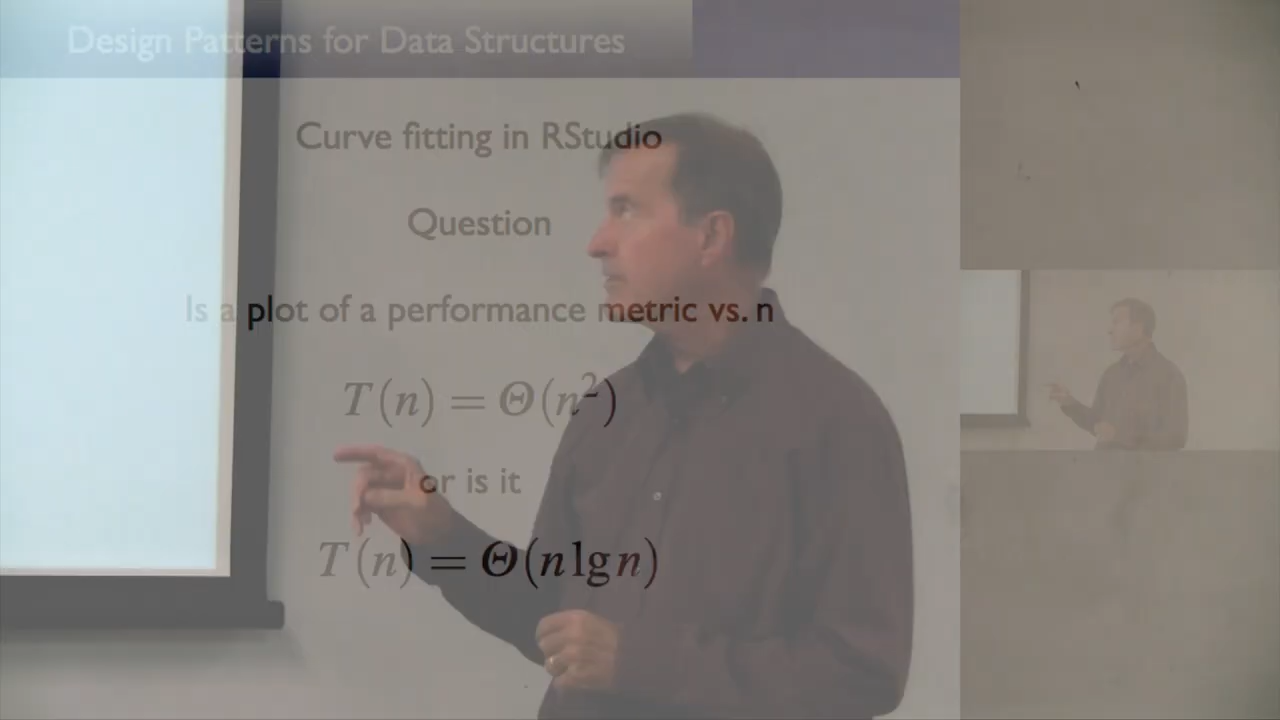 Design Patterns for Data Structures
Curve fitting in RStudio
Question
Is a plot of a performance metric vs. n
T(n) = Θ(n²)
or is it
T(n) = Θ(n lg n)